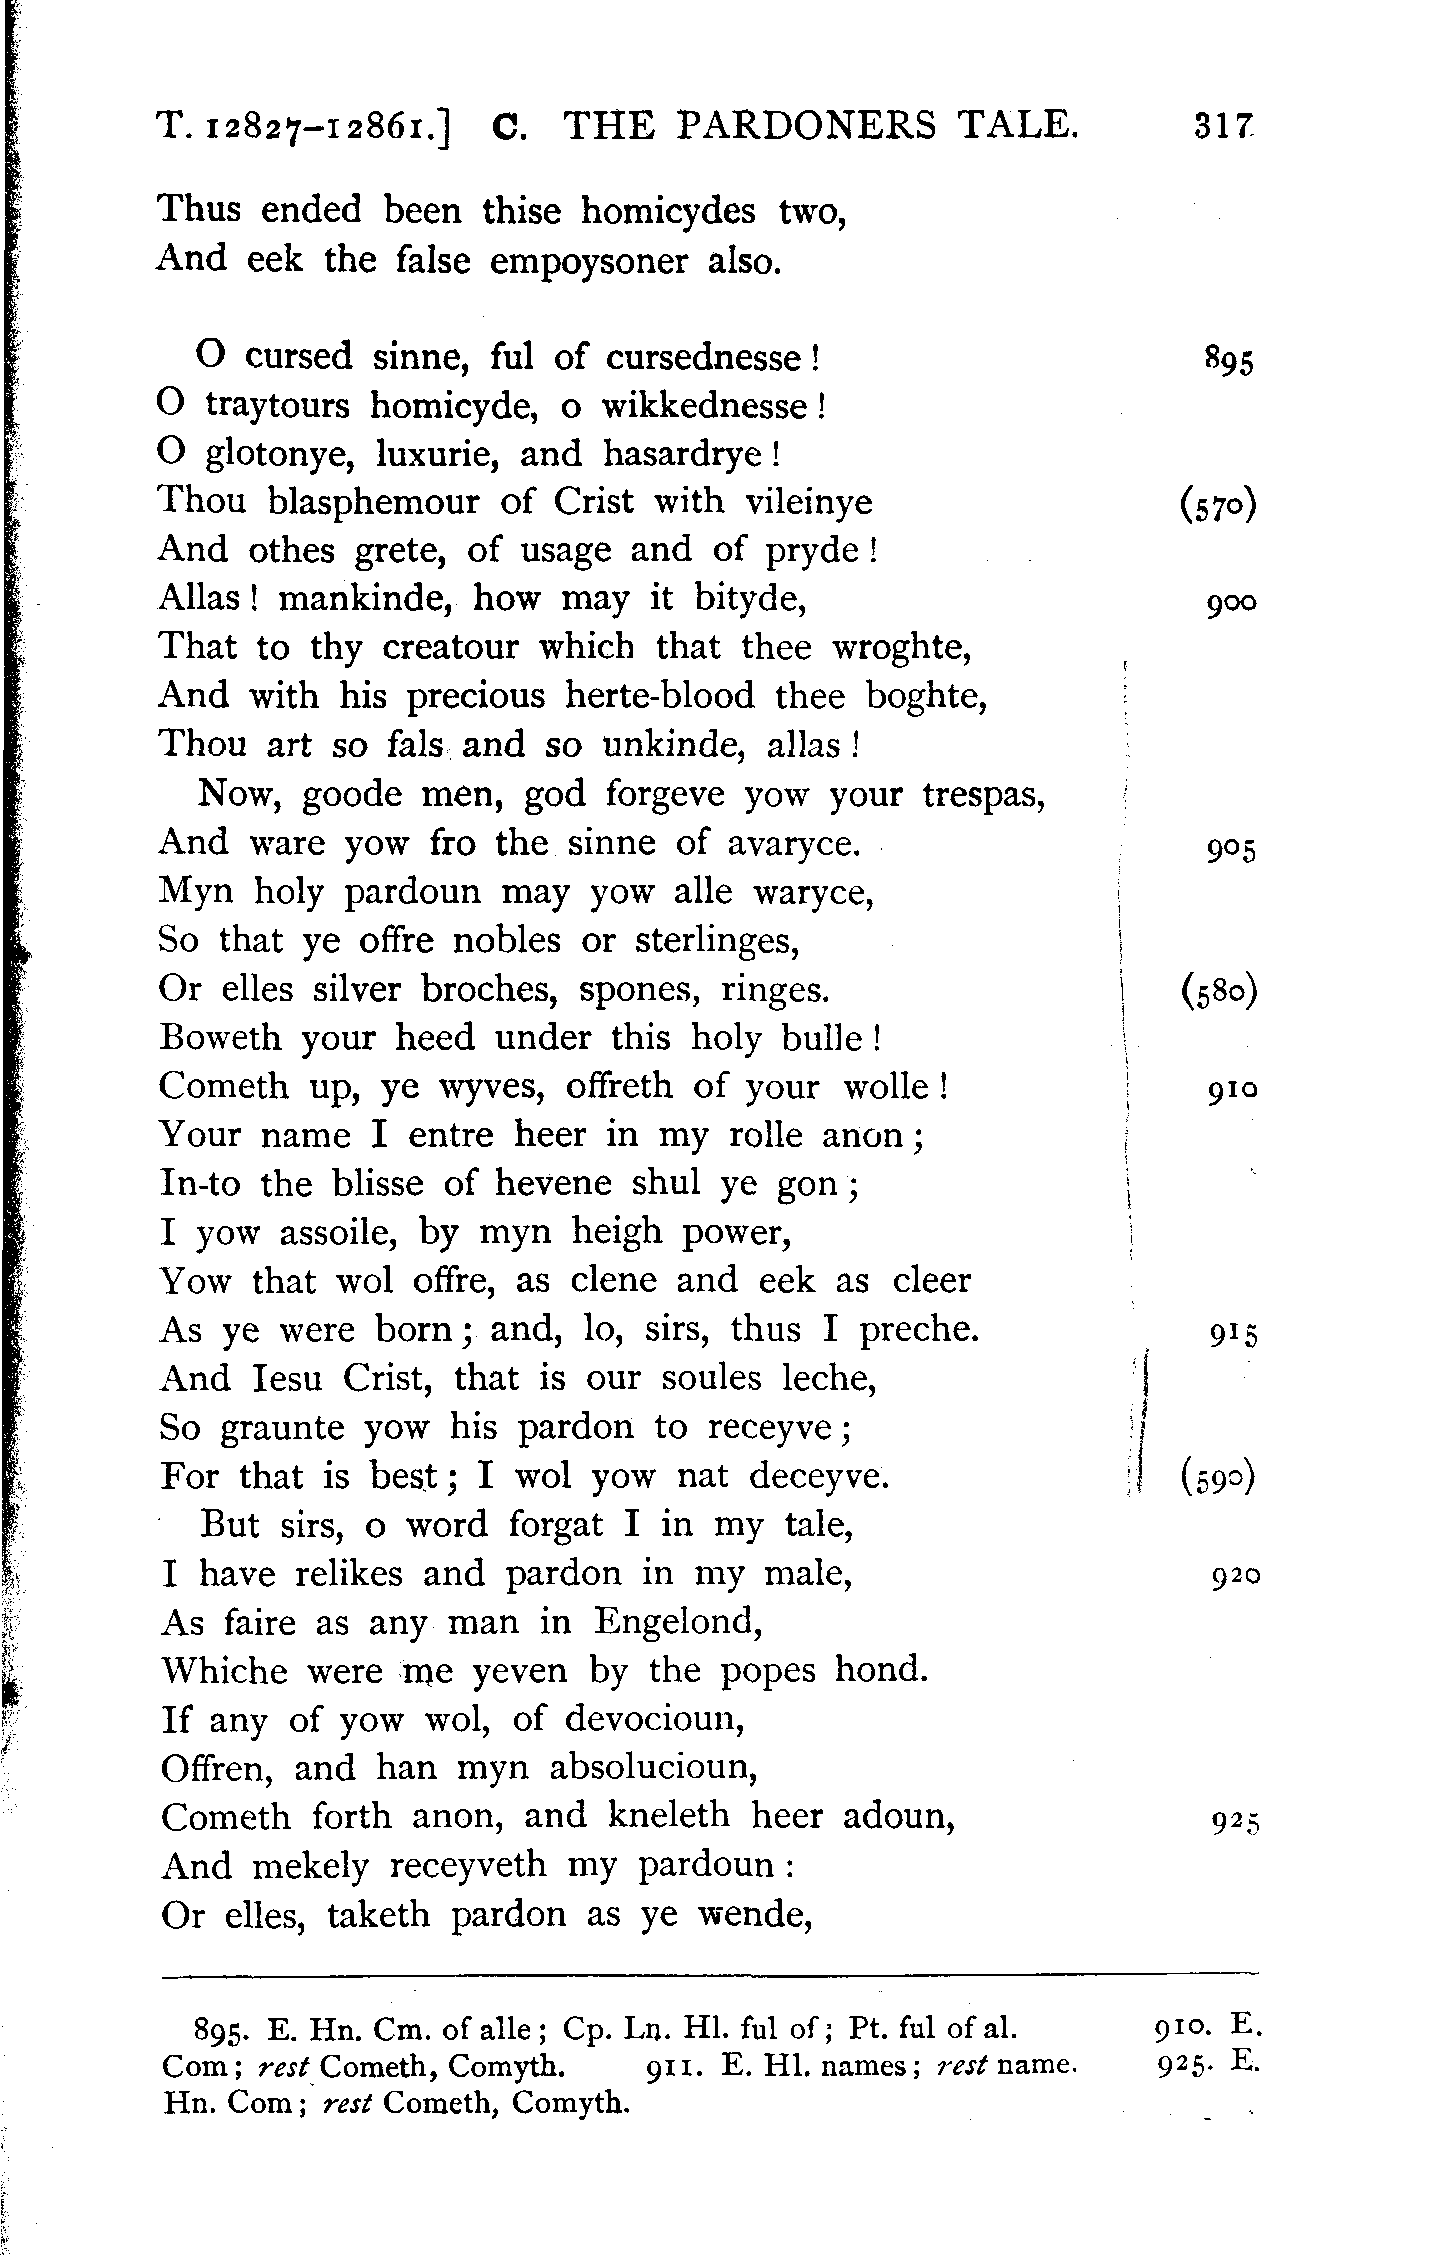 T. 12827–12861.] C. THE PARDONERS TALE. 317
Thus ended been thise homicydes two,
And eek the false empoysoner also.
O cursed sinne, ful of cursednesse ! 895
O traytours homicyde, o wikkednesse !
O glotonye, luxurie, and hasardrye !
Thou blasphemour of Crist with vileinye (570)
And othes grete, of usage and of pryde !
Allas ! mankinde, how may it bityde, 900
That to thy creatour which that thee wroghte,
And with his precious herte-blood thee boghte,
Thou art so fals and so unkinde, allas !
Now, goode men, god forgeve yow your trespas,
And ware yow fro the sinne of avaryce. 905
Myn holy pardoun may yow alle waryce,
So that ye offre nobles or sterlinges,
Or elles silver broches, spones, ringes. (580)
Boweth your heed under this holy bulle !
Cometh up, ye wyves, offreth of your wolle ! 910
Your name I entre heer in my rolle anon ;
In-to the blisse of hevene shul ye gon ;
I yow assoile, by myn heigh power,
Yow that wol offre, as clene and eek as cleer
As ye were born ; and, lo, sirs, thus I preche. 915
And Iesu Crist, that is our soules leche,
So graunte yow his pardon to receyve ;
For that is best ; I wol yow nat deceyve. (590)
But sirs, o word forgat I in my tale,
I have relikes and pardon in my male, 920
As faire as any man in Engelond,
Whiche were me yeven by the popes hond.
If any of yow wol, of devocioun,
Offren, and han myn absolucioun,
Cometh forth anon, and kneleth heer adoun, 925
And mekely receyveth my pardoun :
Or elles, taketh pardon as ye wende,
895. E. Hn. Cm. of alle ; Cp. Ln. Hl. ful of ; Pt. ful of al. 910. E.
Com ; rest Cometh, Comyth. 911. E. Hl. names ; rest name. 925. E.
Hn. Com ; rest Cometh, Comyth.